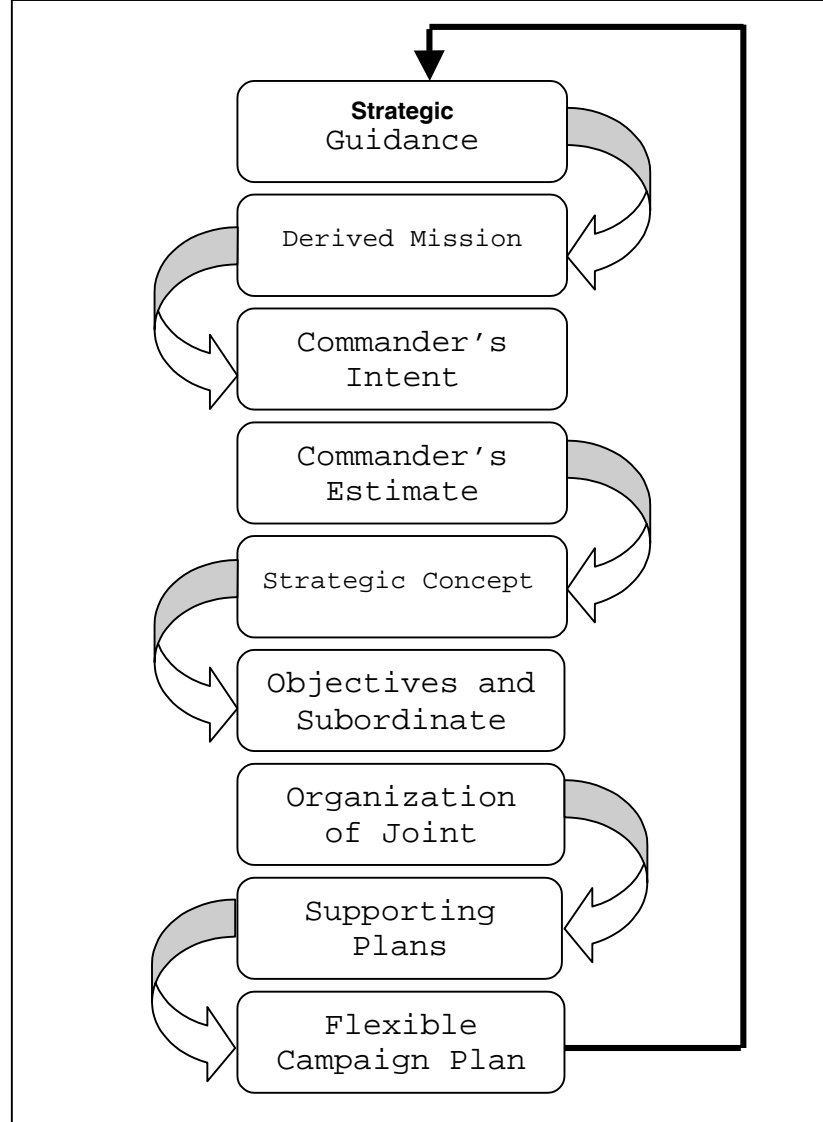 Strategic
Guidance
Derived Mission
Commander's
Intent
Commander's
Estimate
Strategic Concept
Objectives and
Subordinate
Organization
of Joint
Supporting
Plans
Flexible
Campaign Plan